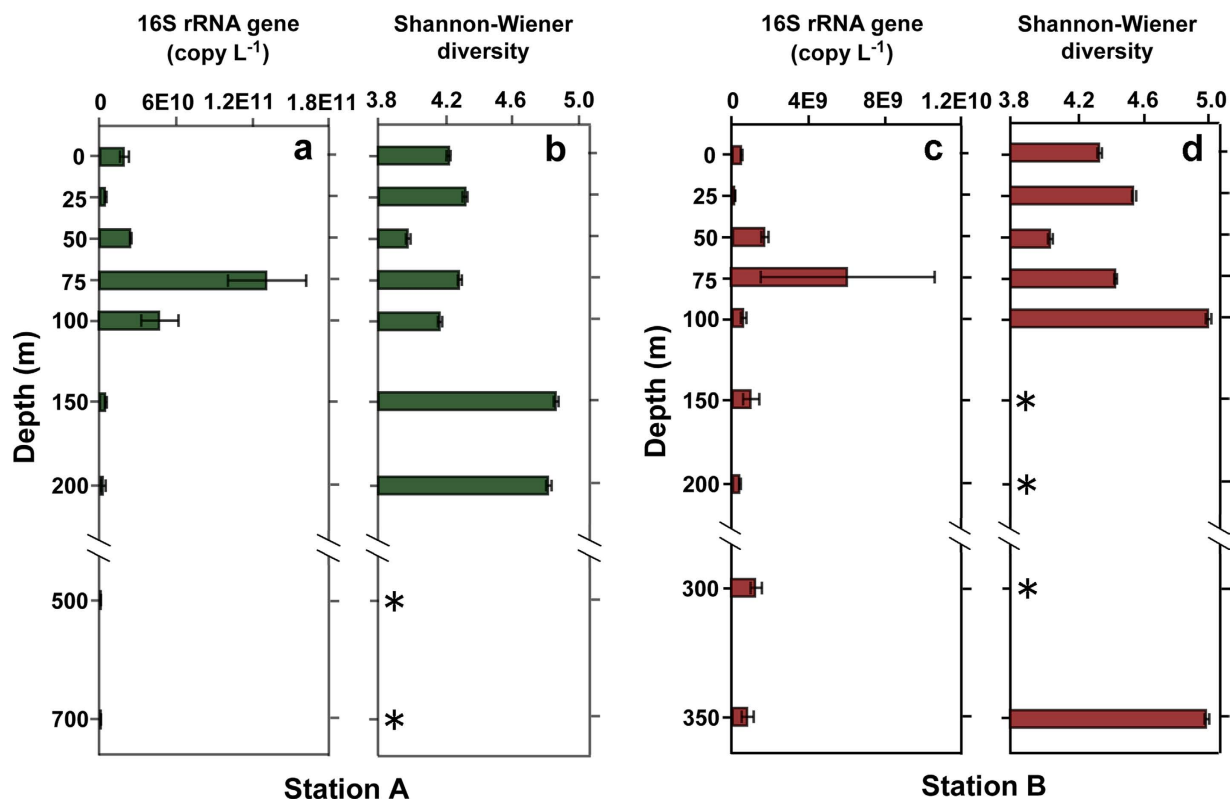 16S rRNA gene
(copy L-1)
Shannon-Wiener
diversity
0 6E10 1.2E11 1.8E11
3.8 4.2 4.6 5.0
a
b
0
25
50
75
100
150
200
500
700
Depth (m)
*
*
Station A
16S rRNA gene
(copy L-1)
Shannon-Wiener
diversity
0 4E9 8E9 1.2E10
3.8 4.2 4.6 5.0
c
d
0
25
50
75
100
150
200
300
350
Depth (m)
*
*
*
Station B